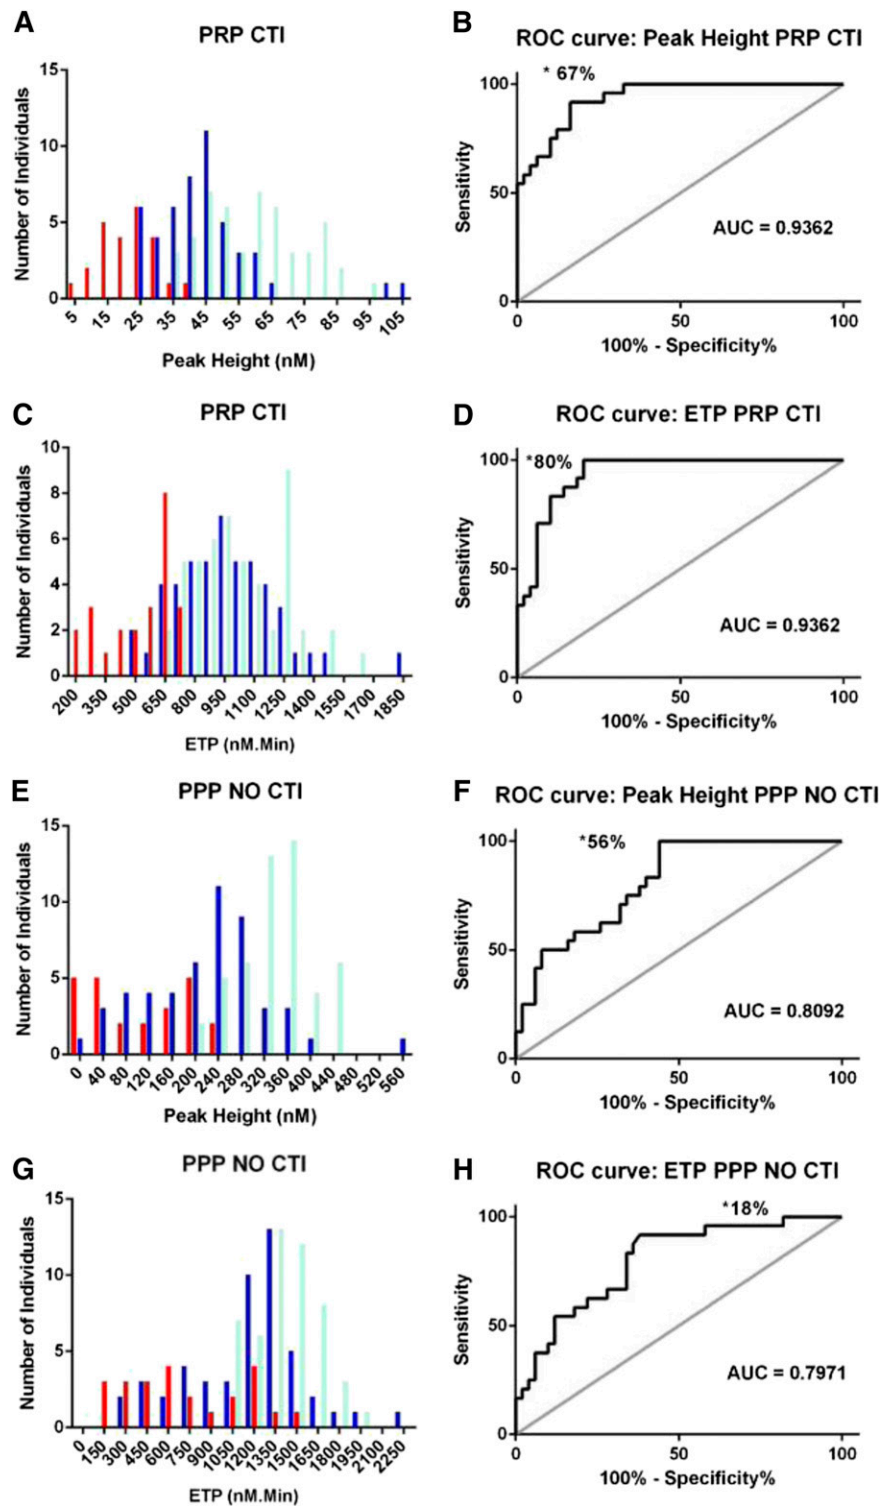 A
PRP CTI
Number of Individuals
15
10
5
0
5 15 25 35 45 55 65 75 85 95 105
Peak Height (nM)
B
ROC curve: Peak Height PRP CTI
* 67%
Sensitivity
100
50
0
AUC = 0.9362
0 50 100
100% - Specificity%
C
PRP CTI
Number of Individuals
10
8
6
4
2
0
200 350 500 650 800 950 1100 1250 1400 1550 1700 1850
ETP (nM.Min)
D
ROC curve: ETP PRP CTI
*80%
Sensitivity
100
50
0
AUC = 0.9362
0 50 100
100% - Specificity%
E
PPP NO CTI
Number of Individuals
15
10
5
0
0 40 80 120 160 200 240 280 320 360 400 440 480 520 560
Peak Height (nM)
F
ROC curve: Peak Height PPP NO CTI
*56%
Sensitivity
100
50
0
AUC = 0.8092
0 50 100
100% - Specificity%
G
PPP NO CTI
Number of Individuals
15
10
5
0
0 150 300 450 600 750 900 1050 1200 1350 1500 1650 1800 1950 2100 2250
ETP (nM.Min)
H
ROC curve: ETP PPP NO CTI
*18%
Sensitivity
100
50
0
AUC = 0.7971
0 50 100
100% - Specificity%